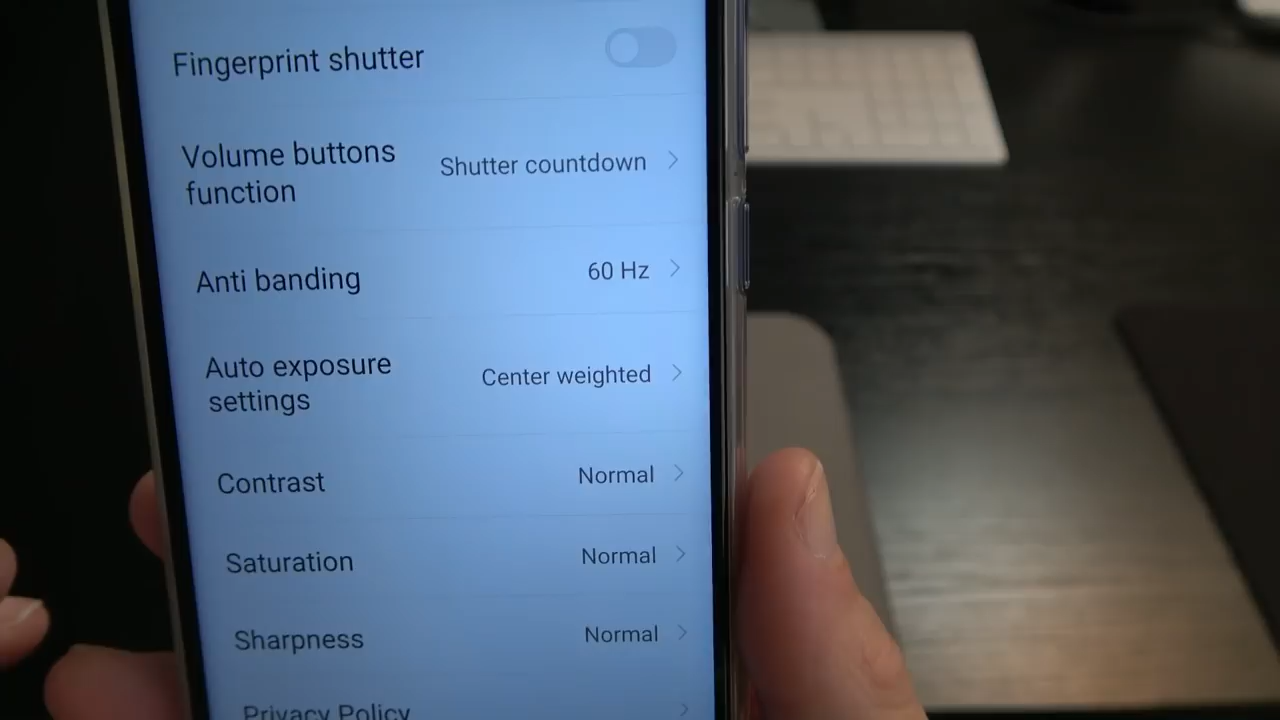 Fingerprint shutter
Volume buttons
function
Shutter countdown
Anti banding
60 Hz
Auto exposure
settings
Center weighted
Contrast
Normal
Saturation
Normal
Sharpness
Normal
Privacy Policy